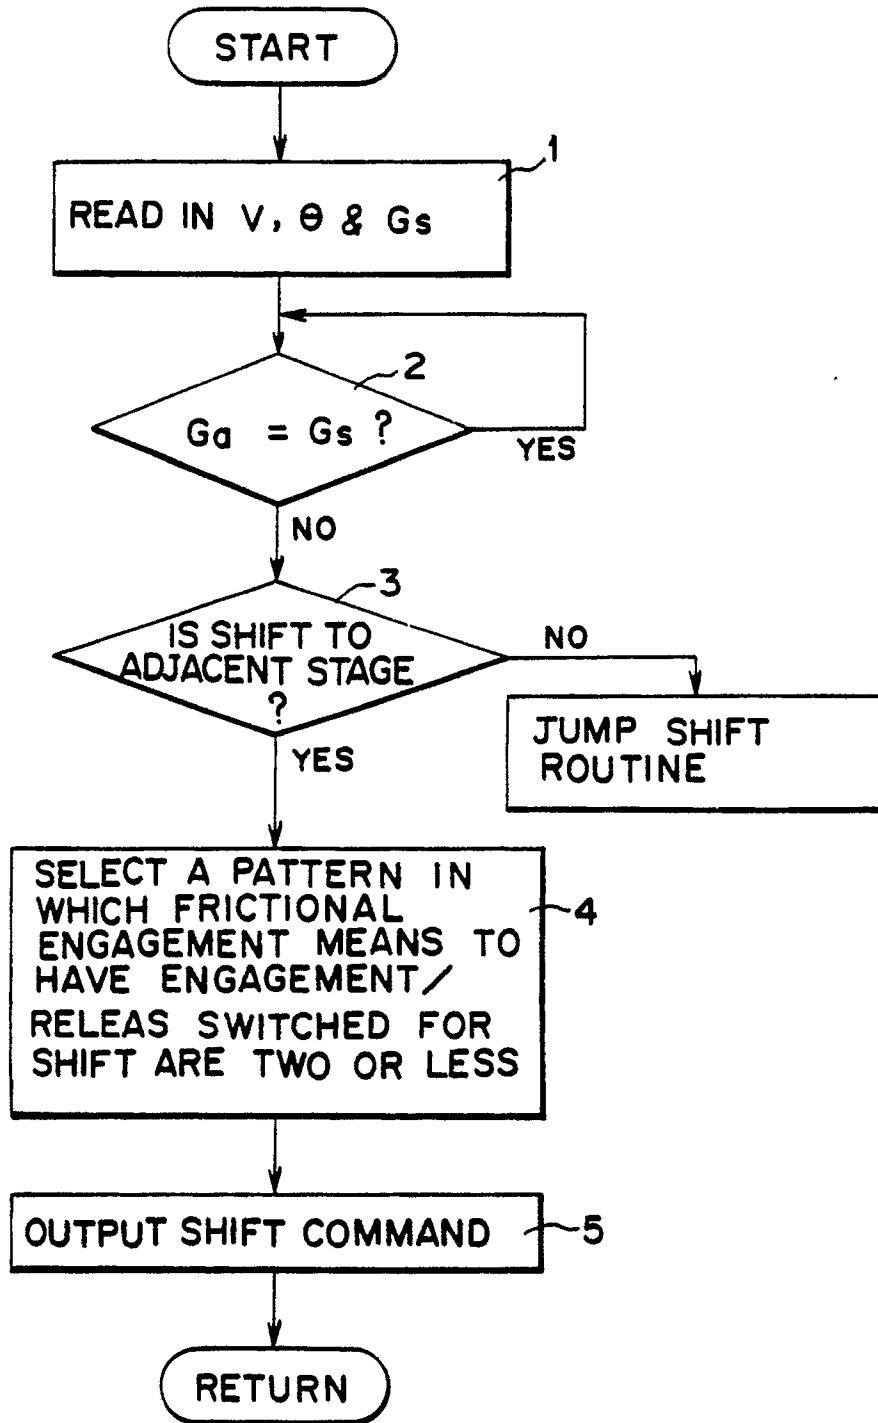 START
1
READ IN V, θ & Gs
2
Ga = Gs ?
YES
NO
3
IS SHIFT TO
ADJACENT STAGE
?
NO
YES
JUMP SHIFT
ROUTINE
SELECT A PATTERN IN
WHICH FRICTIONAL
ENGAGEMENT MEANS TO
HAVE ENGAGEMENT/
RELEAS SWITCHED FOR
SHIFT ARE TWO OR LESS
4
OUTPUT SHIFT COMMAND
5
RETURN